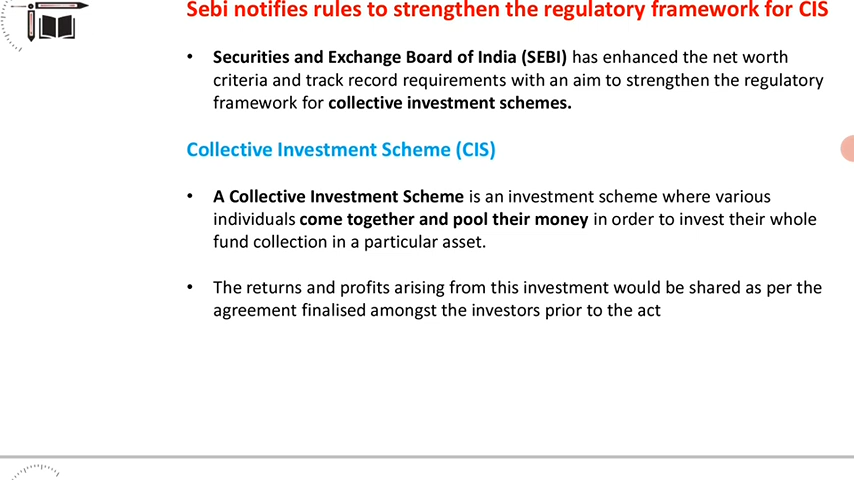 Sebi notifies rules to strengthen the regulatory framework for CIS
• Securities and Exchange Board of India (SEBI) has enhanced the net worth
criteria and track record requirements with an aim to strengthen the regulatory
framework for collective investment schemes.
Collective Investment Scheme (CIS)
• A Collective Investment Scheme is an investment scheme where various
individuals come together and pool their money in order to invest their whole
fund collection in a particular asset.
• The returns and profits arising from this investment would be shared as per the
agreement finalised amongst the investors prior to the act